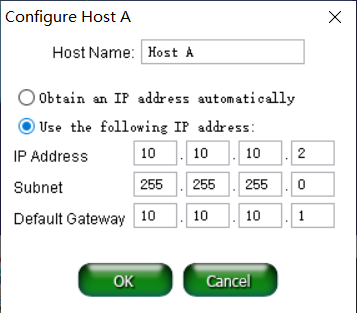 Configure Host A
Host Name: Host A
Obtain an IP address automatically
Use the following IP address:
IP Address 10 . 10 . 10 . 2
Subnet 255 . 255 . 255 . 0
Default Gateway 10 . 10 . 10 . 1
OK Cancel